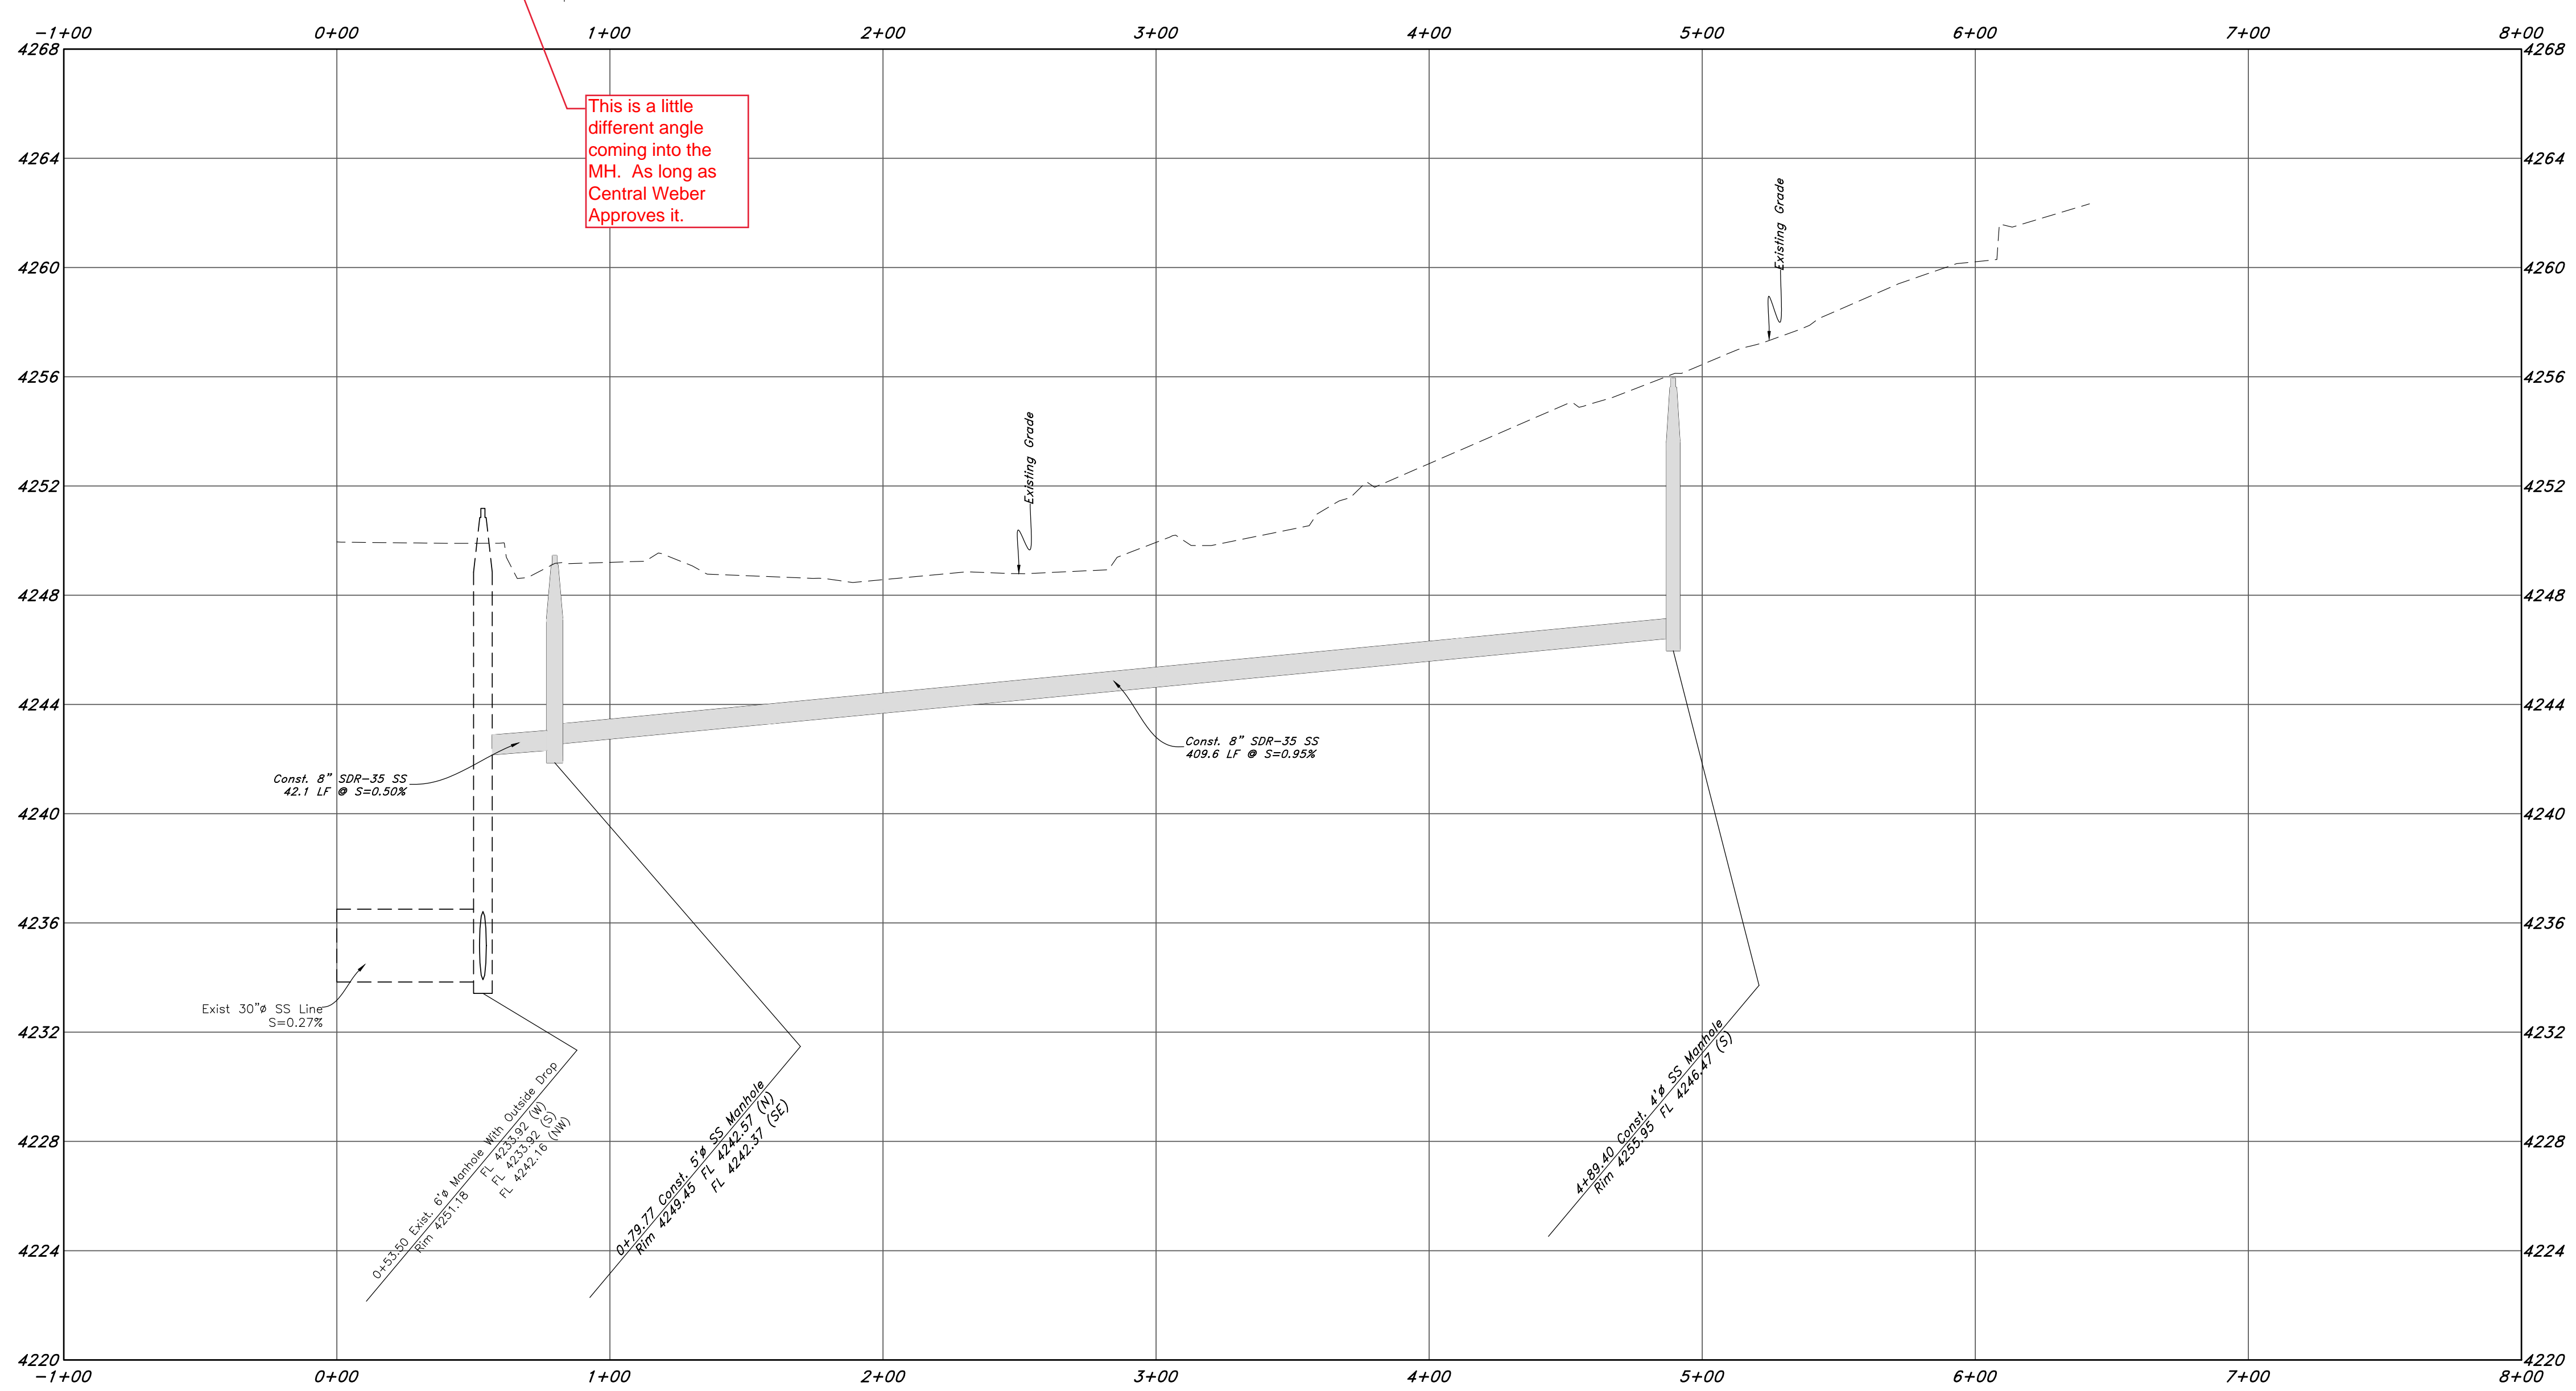 -1+00 0+00 1+00 2+00 3+00 4+00 5+00 6+00 7+00 8+00
4268 4268
This is a little
different angle
coming into the
MH. As long as
Central Weber
Approves it.
4264 4264
Existing Grade
4260 4260
4256 4256
Existing Grade
4252 4252
4248 4248
4244 4244
Const. 8" SDR-35 SS
409.6 LF @ S=0.95%
Const. 8" SDR-35 SS
42.1 LF @ S=0.50%
4240 4240
4236 4236
Exist 30"ø SS Line
S=0.27%
4232 4232
0+53.50 Exist. 6'ø Manhole With Outside Drop
Rim 4251.18 FL 4233.92 (W)
FL 4233.92 (S)
FL 4242.16 (NW)
0+79.77 Const. 5'ø SS Manhole
Rim 4249.45 FL 4242.57 (N)
FL 4242.37 (SE)
4+89.40 Const. 4'ø SS Manhole
Rim 4255.95 FL 4246.47 (S)
4228 4228
4224 4224
4220 4220
-1+00 0+00 1+00 2+00 3+00 4+00 5+00 6+00 7+00 8+00